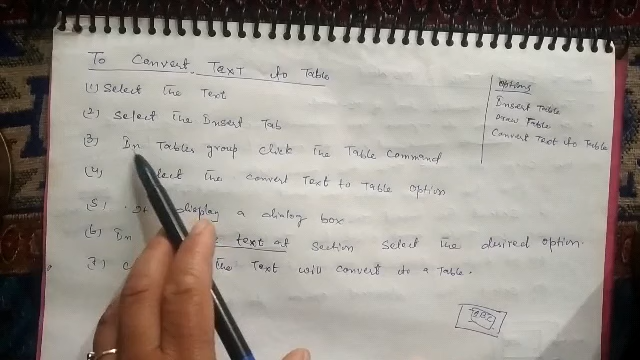 To Convert Text to Table
(1) Select the Text
(2) Select the Insert Tab
(3) In Tables group click the Table Command
(4) the convert Text to Table option
(5) display a dialog box
(6) In text at section select the desired option.
(7) The Text will convert to a Table.
Options
Insert Table
Draw Table
Convert Text to Table